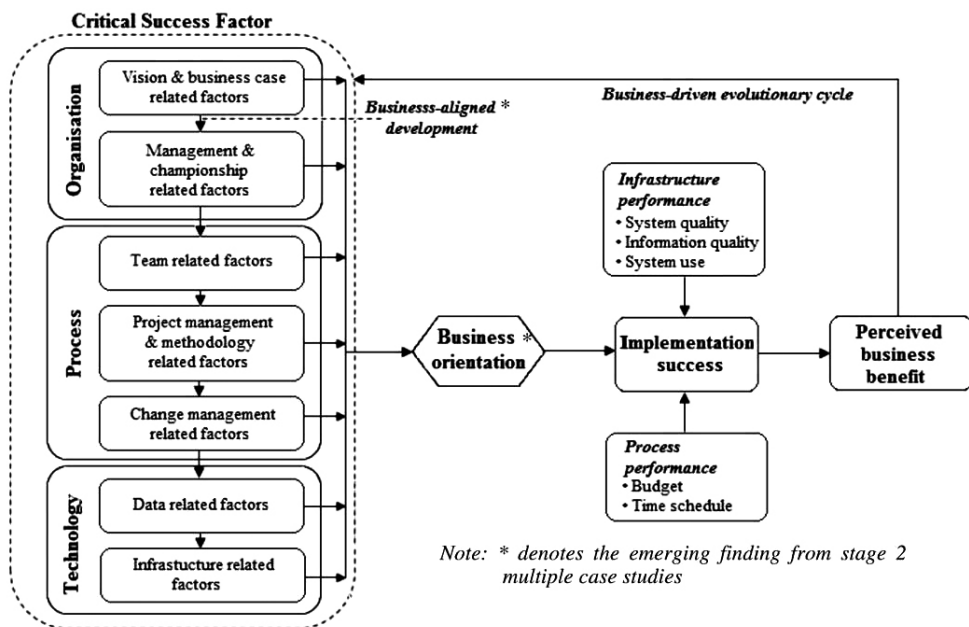 Critical Success Factor
Organisation
Vision & business case
related factors
Management &
championship
related factors
Process
Team related factors
Project management
& methodology
related factors
Change management
related factors
Technology
Data related factors
Infrastucture related
factors
Businesss-aligned *
development
Business-driven evolutionary cycle
Business *
orientation
Infrastructure
performance
• System quality
• Information quality
• System use
Implementation
success
Process
performance
• Budget
• Time schedule
Perceived
business
benefit
Note: * denotes the emerging finding from stage 2
multiple case studies